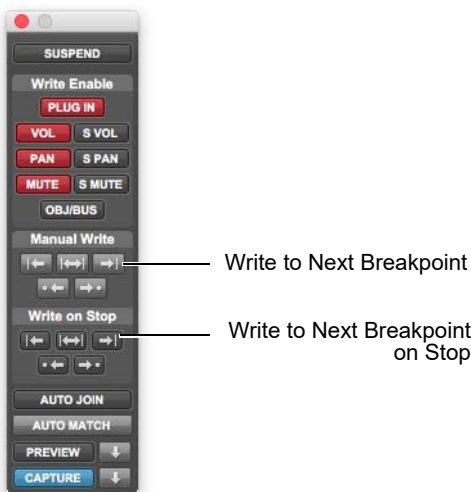 SUSPEND
Write Enable
PLUG IN
VOL S VOL
PAN S PAN
MUTE S MUTE
OBJ/BUS
Manual Write
Write to Next Breakpoint
Write on Stop
Write to Next Breakpoint
on Stop
AUTO JOIN
AUTO MATCH
PREVIEW
CAPTURE